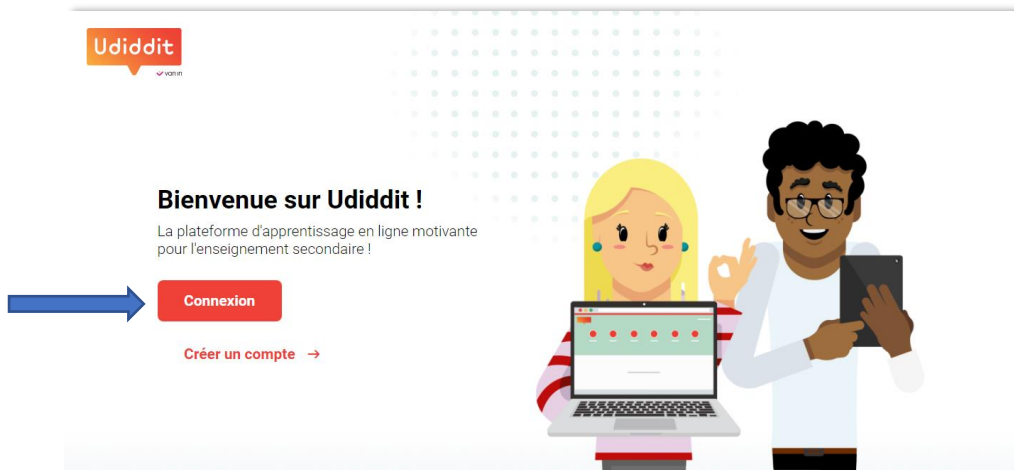 Udiddit
van in
Bienvenue sur Udiddit !
La plateforme d'apprentissage en ligne motivante
pour l'enseignement secondaire !
Connexion
Créer un compte →